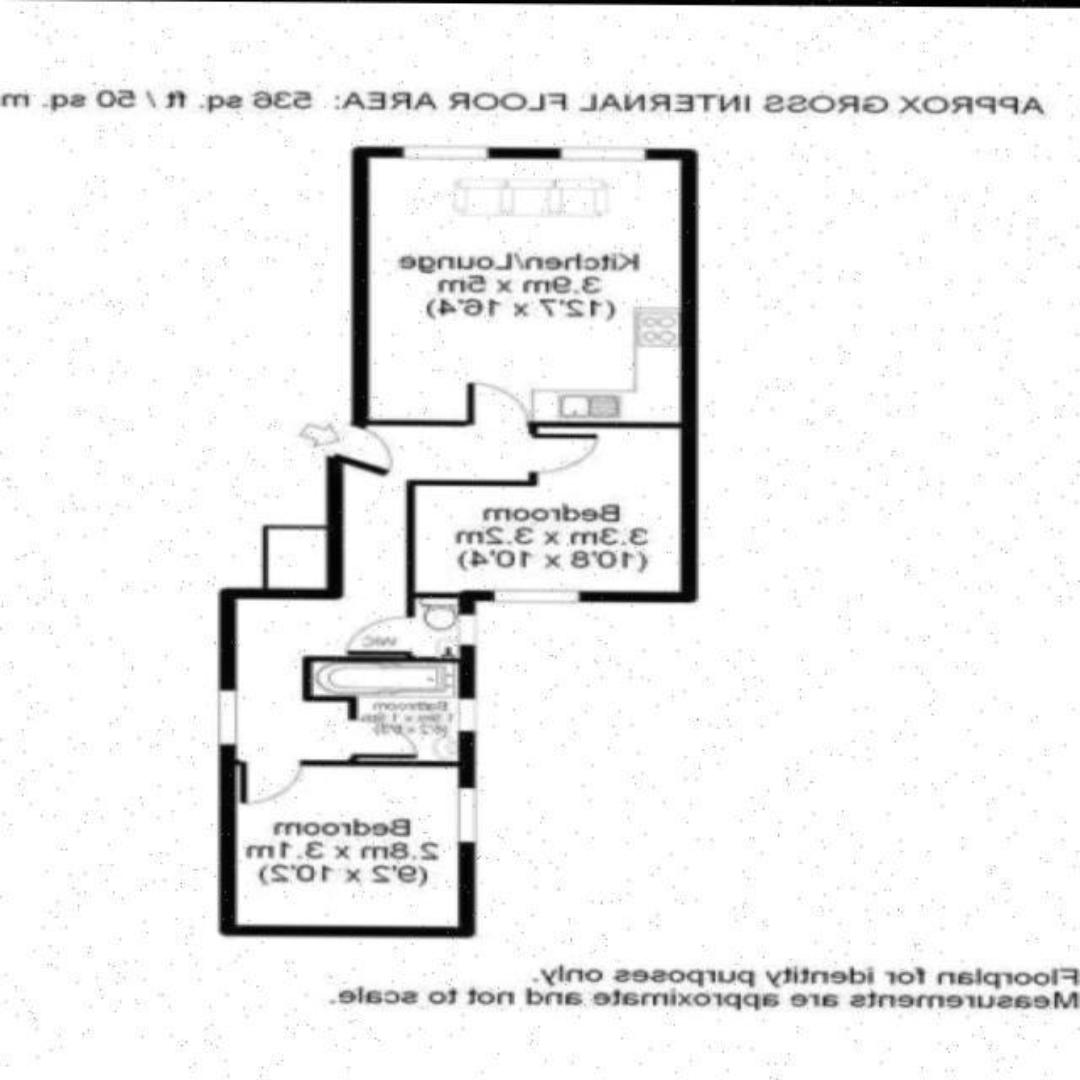 APPROX GROSS INTERNAL FLOOR AREA: 536 sq. ft / 50 sq. m
Kitchen/Lounge
3.9m x 5m
(12'7 x 16'4)
Bedroom
3.3m x 3.2m
(10'8 x 10'4)
WC
Bathroom
Bedroom
2.8m x 3.1m
(9'2 x 10'2)
Floorplan for identity purposes only.
Measurements are approximate and not to scale.